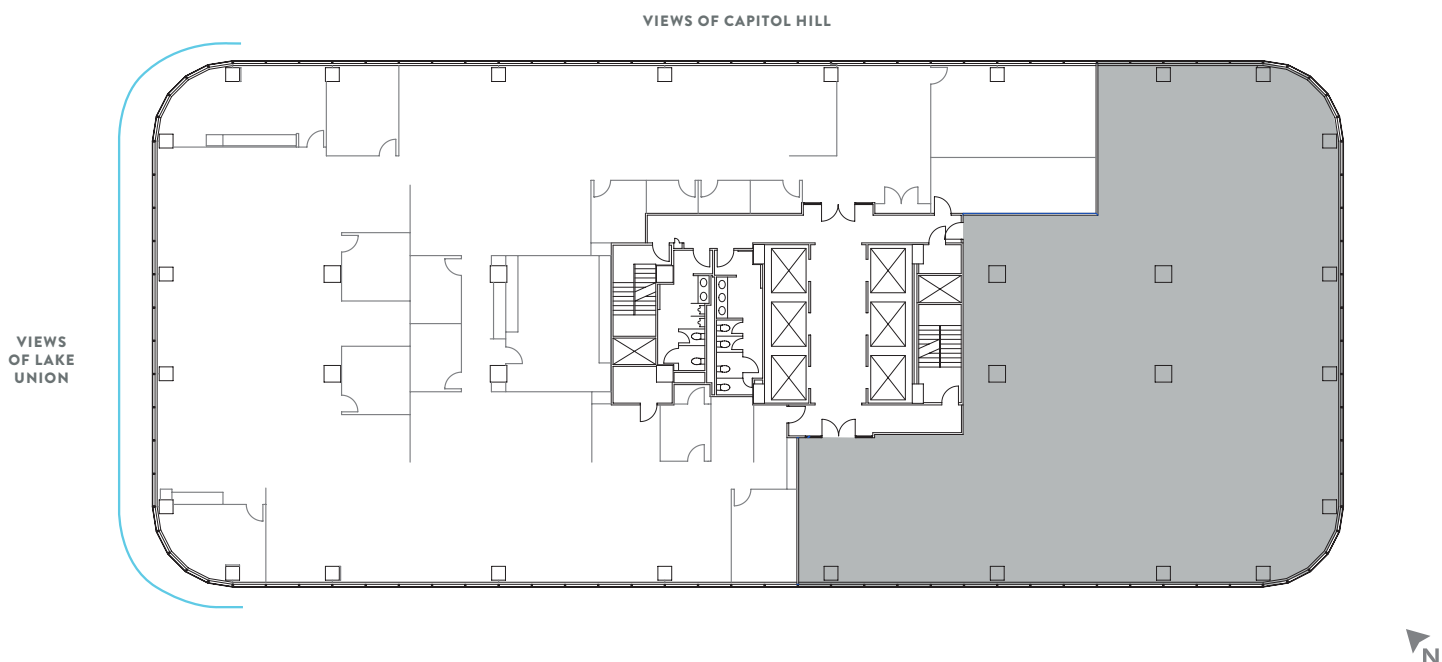 VIEWS OF CAPITOL HILL
VIEWS
OF LAKE
UNION
N